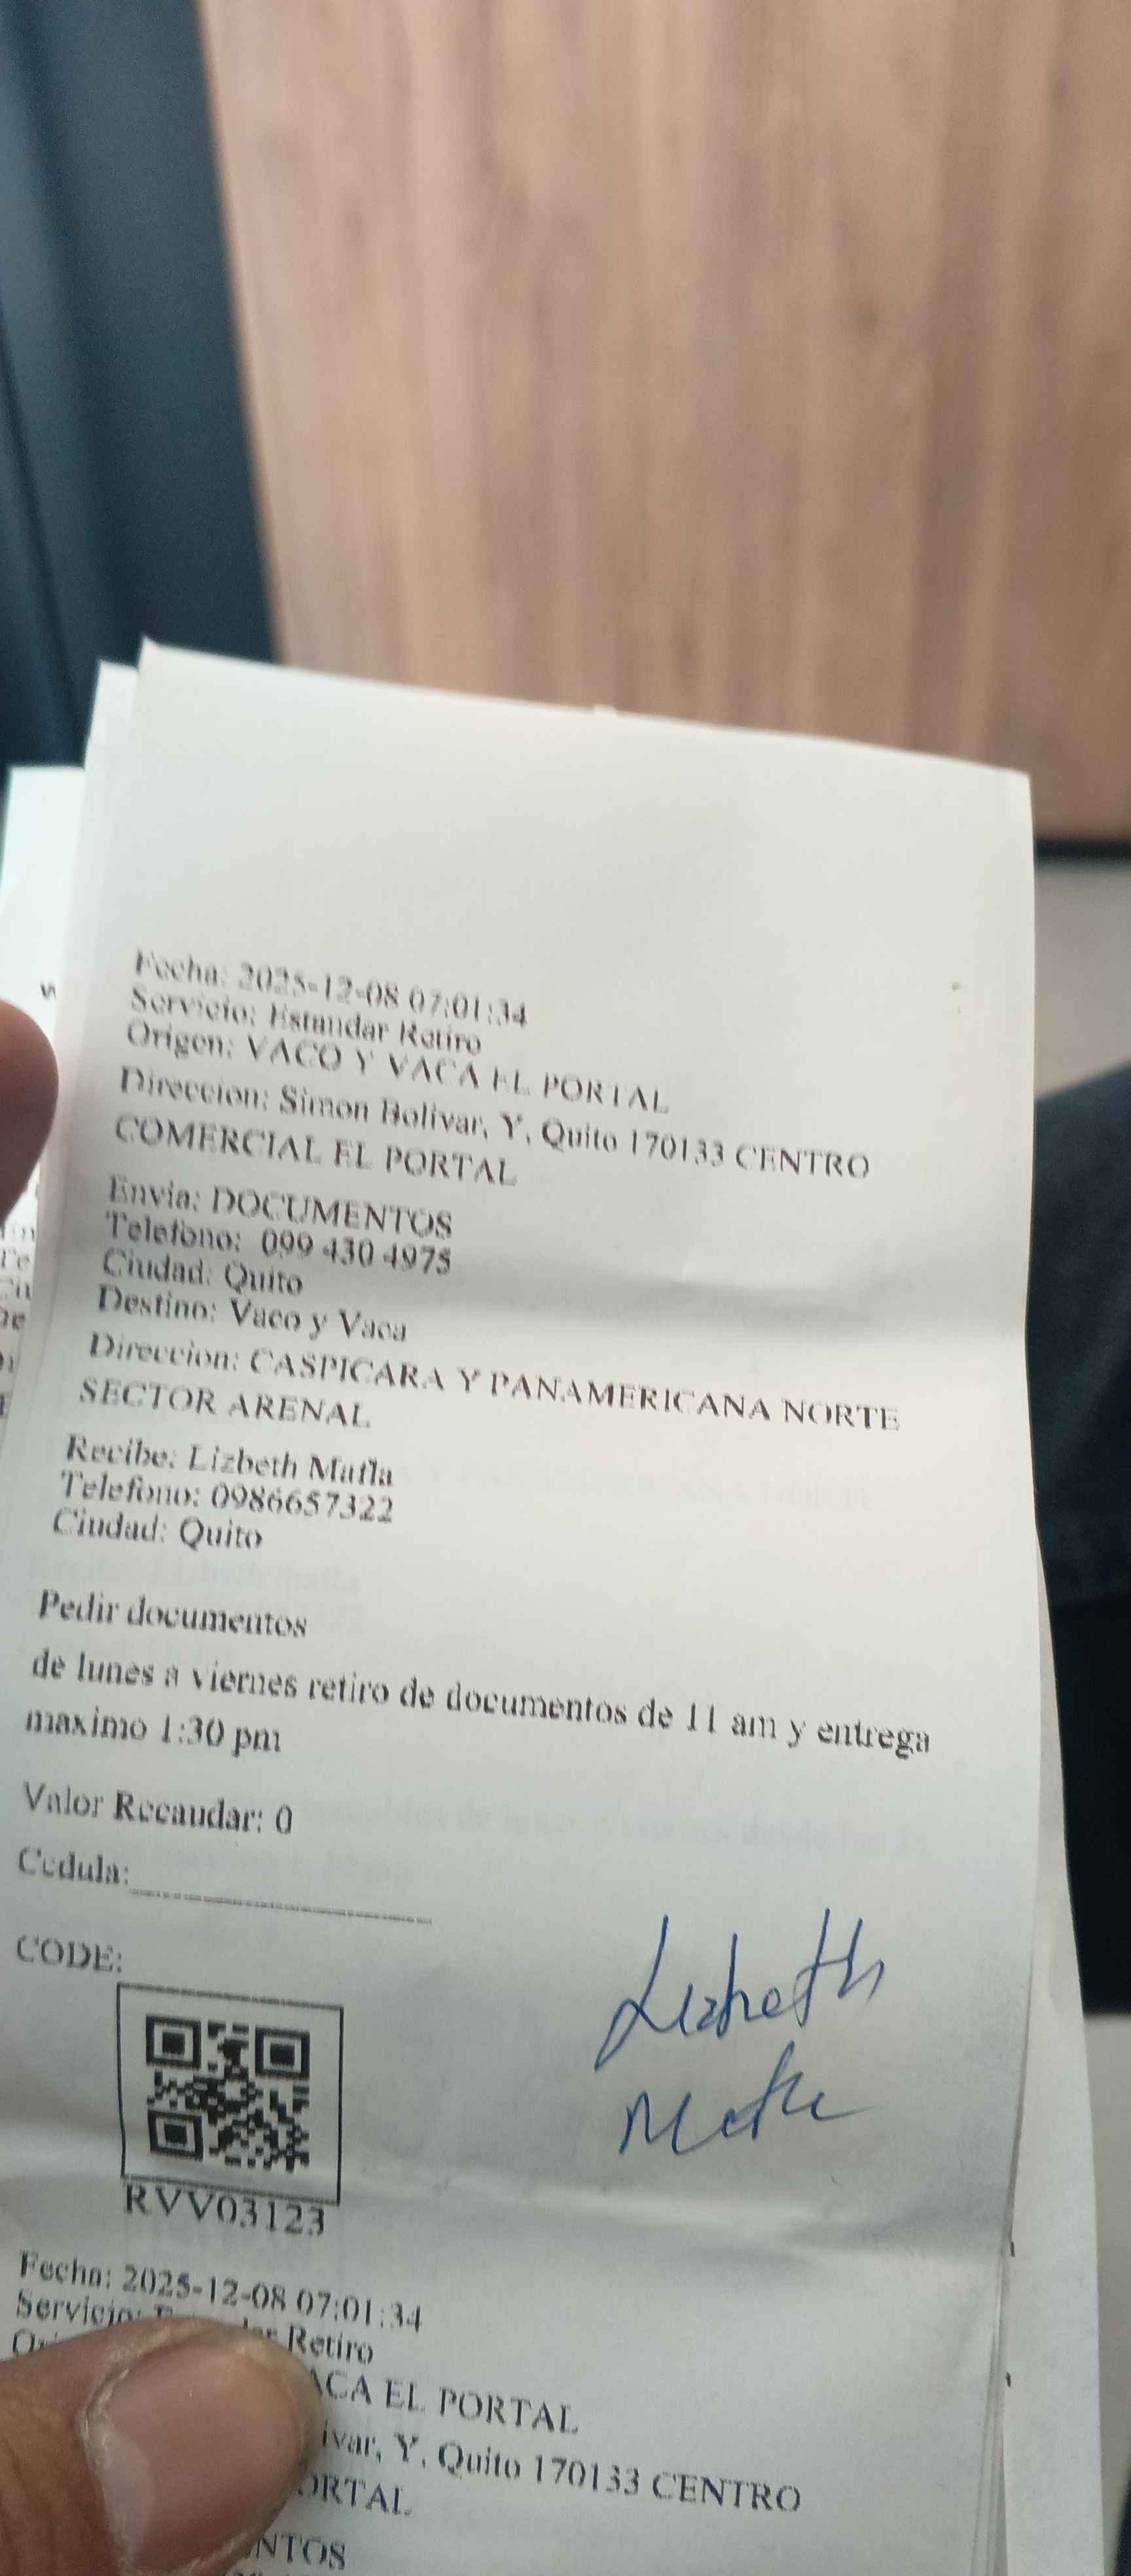 Fecha: 2025-12-08 07:01:34
Servicio: Estandar Retiro
Origen: VACO Y VACA EL PORTAL
Direccion: Simon Bolivar, Y, Quito 170133 CENTRO
COMERCIAL EL PORTAL
Envia: DOCUMENTOS
Telefono: 099 430 4975
Ciudad: Quito
Destino: Vaco y Vaca
Direccion: CASPICARA Y PANAMERICANA NORTE
SECTOR ARENAL
Recibe: Lizbeth Mafla
Telefono: 0986657322
Ciudad: Quito
Pedir documentos
de lunes a viernes retiro de documentos de 11 am y entrega
maximo 1:30 pm
Valor Recaudar: 0
Cedula:
CODE:
Lizbeth
RVV03123
Fecha: 2025-12-08 07:01:34
Servicio: Retiro
EL PORTAL
Y, Quito 170133 CENTRO